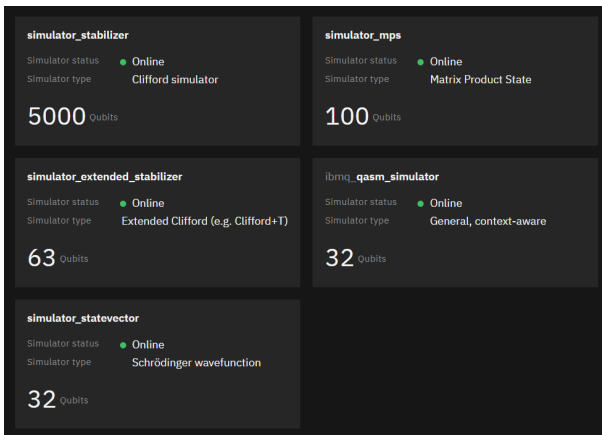 simulator_stabilizer
Simulator status Online
Simulator type Clifford simulator
5000 Qubits
simulator_mps
Simulator status Online
Simulator type Matrix Product State
100 Qubits
simulator_extended_stabilizer
Simulator status Online
Simulator type Extended Clifford (e.g. Clifford+T)
63 Qubits
ibmq_qasm_simulator
Simulator status Online
Simulator type General, context-aware
32 Qubits
simulator_statevector
Simulator status Online
Simulator type Schrödinger wavefunction
32 Qubits